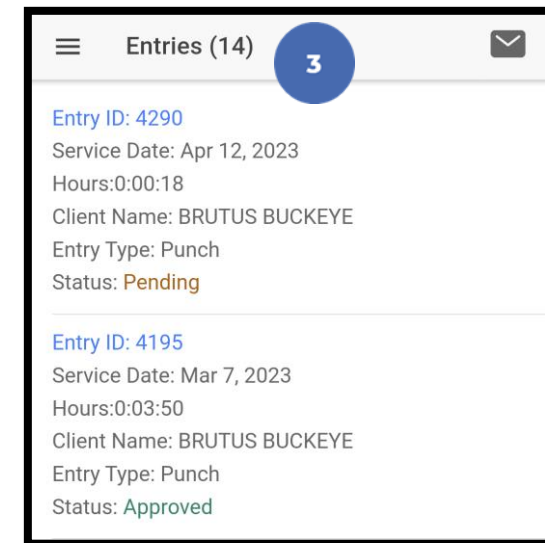 Entries (14)
3
Entry ID: 4290
Service Date: Apr 12, 2023
Hours:0:00:18
Client Name: BRUTUS BUCKEYE
Entry Type: Punch
Status: Pending
Entry ID: 4195
Service Date: Mar 7, 2023
Hours:0:03:50
Client Name: BRUTUS BUCKEYE
Entry Type: Punch
Status: Approved